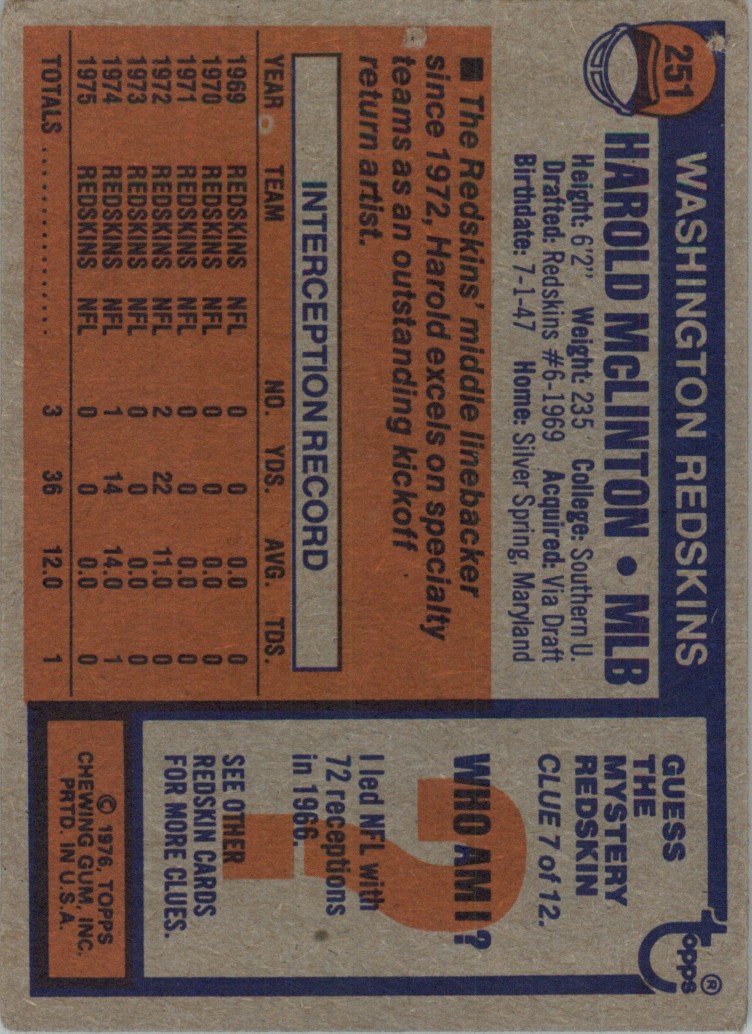 251
WASHINGTON REDSKINS
HAROLD McLINTON • MLB
Height: 6'2" Weight: 235 College: Southern U.
Drafted: Redskins #6-1969 Acquired: Via Draft
Birthdate: 7-1-47 Home: Silver Spring, Maryland
■ The Redskins' middle linebacker
since 1972, Harold excels on specialty
teams as an outstanding kickoff
return artist.
INTERCEPTION RECORD
YEAR TEAM NO. YDS. AVG. TDS.
1969 REDSKINS NFL 0 0 0.0 0
1970 REDSKINS NFL 0 0 0.0 0
1971 REDSKINS NFL 0 0 0.0 0
1972 REDSKINS NFL 2 22 11.0 0
1973 REDSKINS NFL 0 0 0.0 0
1974 REDSKINS NFL 1 14 14.0 1
1975 REDSKINS NFL 0 0 0.0 0
TOTALS .................. 3 36 12.0 1
topps®
GUESS
THE
MYSTERY
REDSKIN
CLUE 7 of 12.
?
WHO AM I?
I led NFL with
72 receptions
in 1966.
SEE OTHER
REDSKIN CARDS
FOR MORE CLUES.
© 1976, TOPPS
CHEWING GUM, INC.
PRTD. IN U.S.A.